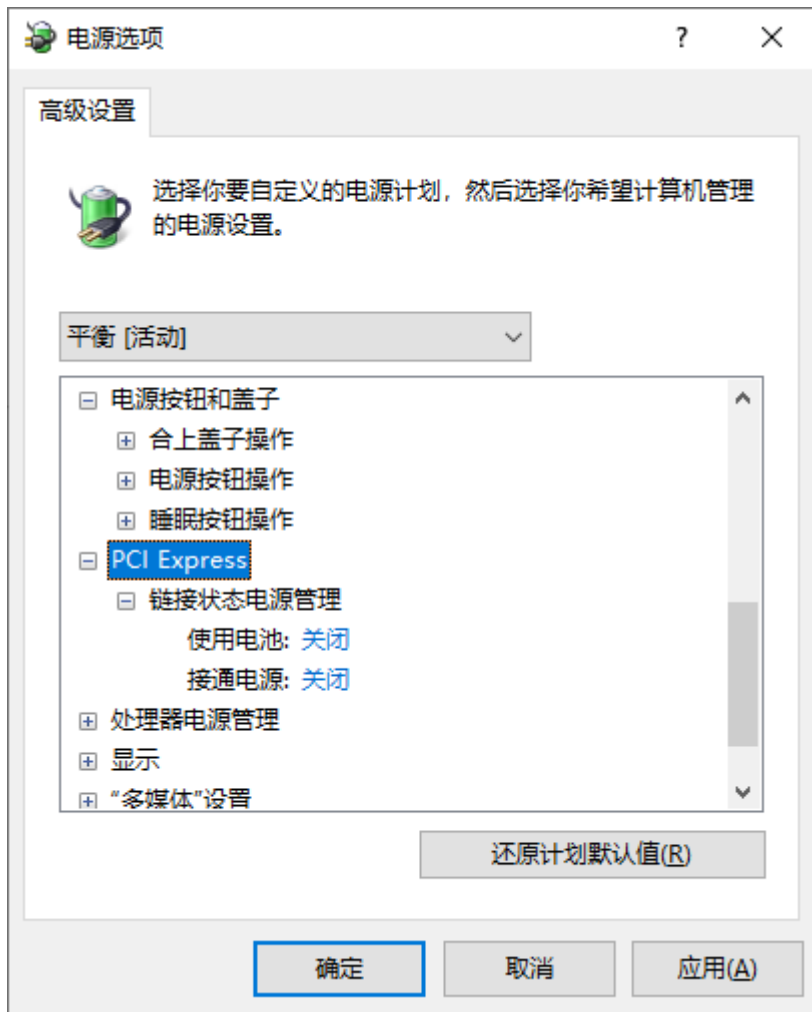 电源选项
高级设置
选择你要自定义的电源计划，然后选择你希望计算机管理
的电源设置。
平衡 [活动]
电源按钮和盖子
合上盖子操作
电源按钮操作
睡眠按钮操作
PCI Express
链接状态电源管理
使用电池: 关闭
接通电源: 关闭
处理器电源管理
显示
“多媒体”设置
还原计划默认值(R)
确定
取消
应用(A)